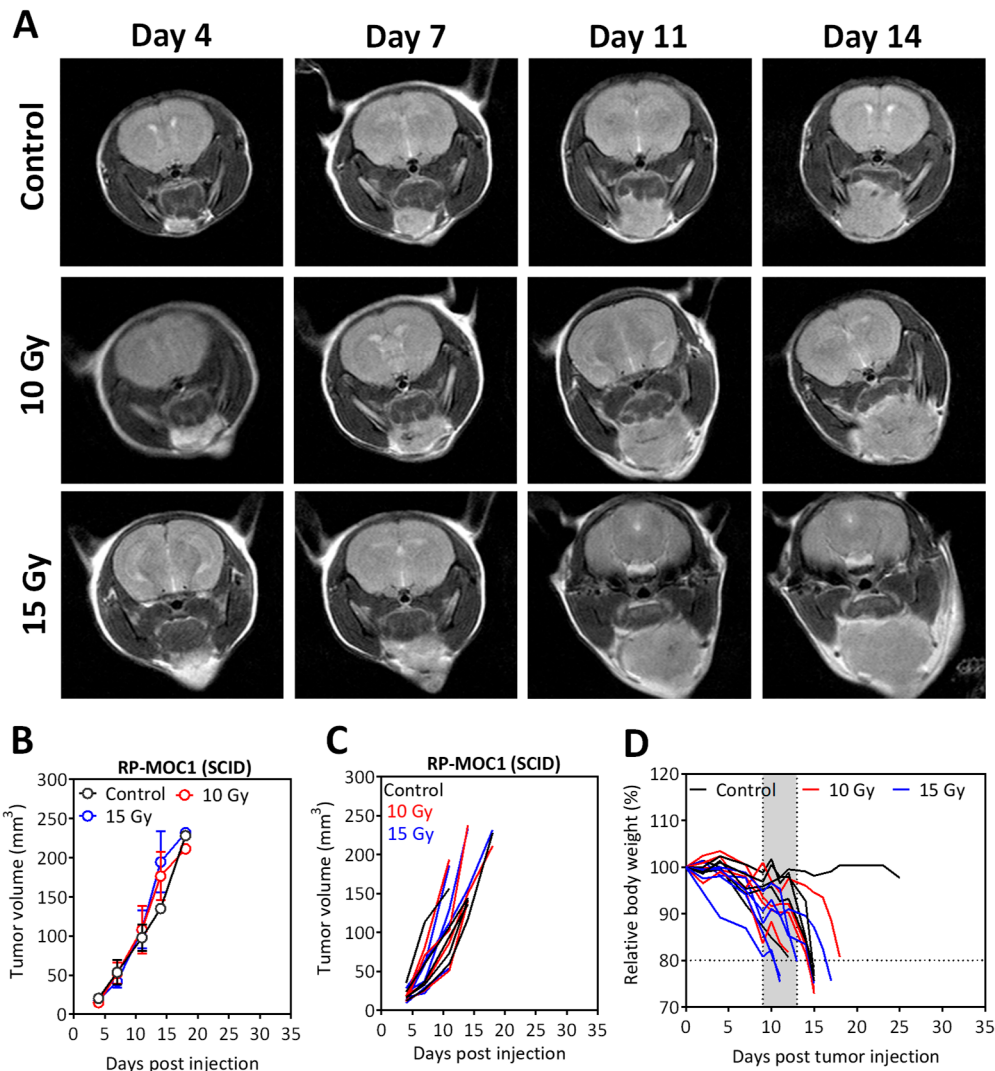 A
Day 4 Day 7 Day 11 Day 14
Control
10 Gy
15 Gy
B
RP-MOC1 (SCID)
Control 10 Gy
15 Gy
Tumor volume (mm³)
300
250
200
150
100
50
0
0 5 10 15 20 25 30 35
Days post injection
C
RP-MOC1 (SCID)
Control
10 Gy
15 Gy
Tumor volume (mm³)
300
250
200
150
100
50
0
0 5 10 15 20 25 30 35
Days post injection
D
Control 10 Gy 15 Gy
Relative body weight (%)
120
110
100
90
80
70
0 5 10 15 20 25 30 35
Days post tumor injection